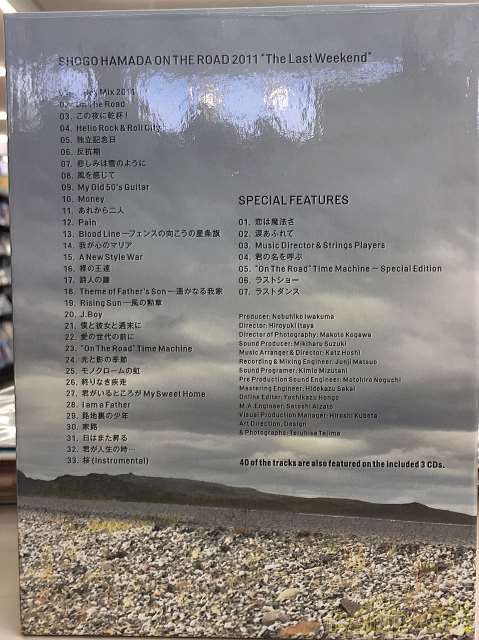 SHOGO HAMADA ON THE ROAD 2011 "The Last Weekend"
Mix 2011
02. On The Road
03. この夜に乾杯!
04. Hello Rock & Roll City
05. 独立記念日
06. 反抗期
07. 悲しみは雪のように
08. 風を感じて
09. My Old 50's Guitar
10. Money
11. あれから二人
12. Pain
13. Blood Line ーフェンスの向こうの星条旗
14. 我が心のマリア
15. A New Style War
16. 裸の王達
17. 詩人の鐘
18. Theme of Father's Son ー遥かなる我家
19. Rising Sun ー風の勲章
20. J.Boy
21. 僕と彼女と週末に
22. 愛の世代の前に
23. "On The Road" Time Machine
24. 光と影の季節
25. モノクロームの虹
26. 終りなき疾走
27. 君がいるところが My Sweet Home
28. I am a Father
29. 路地裏の少年
30. 家路
31. 日はまた昇る
32. 君が人生の時…
33. 桜 (Instrumental)
SPECIAL FEATURES
01. 恋は魔法さ
02. 涙あふれて
03. Music Director & Strings Players
04. 君の名を呼ぶ
05. "On The Road" Time Machine – Special Edition
06. ラストショー
07. ラストダンス
Producer: Nobuhiko Iwakuma
Director: Hiroyuki Itaya
Director of Photography: Makoto Kogawa
Sound Producer: Mikiharu Suzuki
Music Arranger & Director: Katz Hoshi
Recording & Mixing Engineer: Jonji Matsuo
Sound Programer: Kimio Mizutani
Pre Production Sound Engineer: Motohiro Noguchi
Mastering Engineer: Hidekazu Sakai
Online Editor: Yoshikazu Hongo
M.A. Engineer: Satoshi Aizato
Visual Production Manager: Hiroshi Kubota
Art Direction, Design
& Photographs: Teruhisa Tajima
40 of the tracks are also featured on the included 3 CDs.